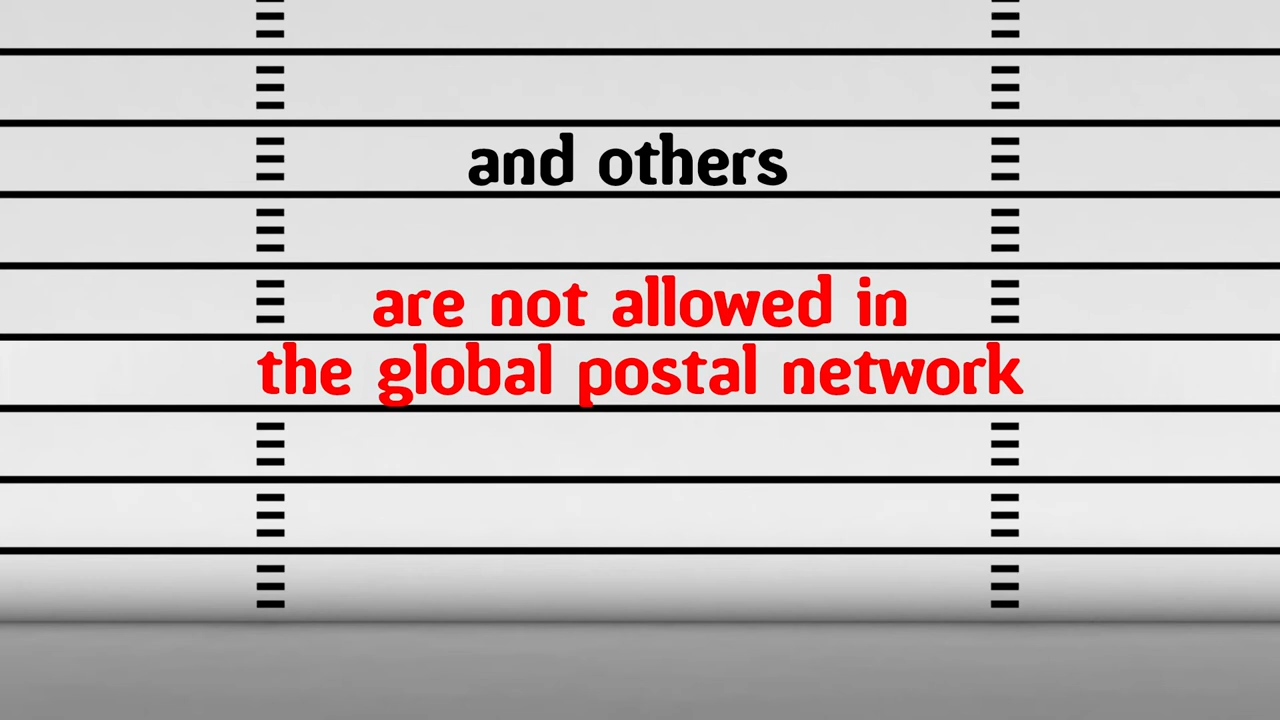 and others
are not allowed in
the global postal network